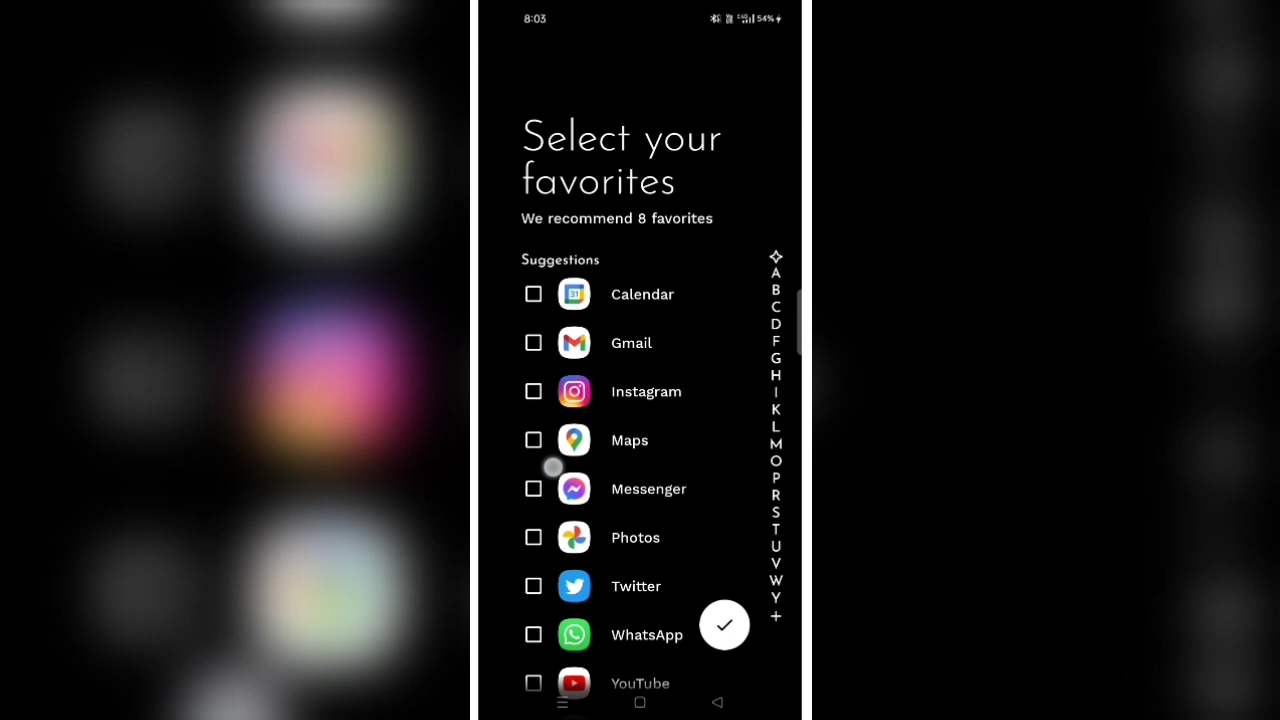 8:03
54%
Select your
favorites
We recommend 8 favorites
Suggestions
Calendar
31
Gmail
Instagram
Maps
Messenger
Photos
Twitter
WhatsApp
YouTube
A
B
C
D
F
G
H
I
K
L
M
O
P
R
S
T
U
V
W
Y
+